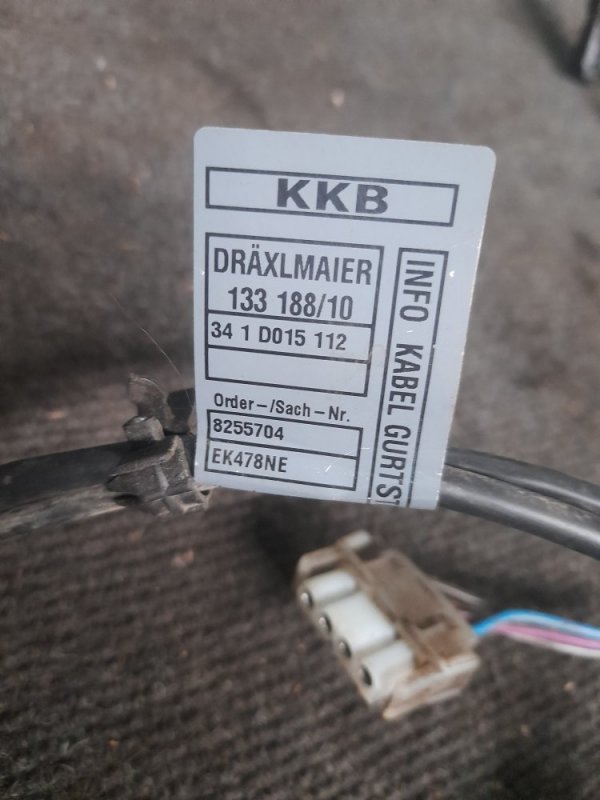 KKB
DRÄXLMAIER
133 188/10
34 1 D015 112
Order-/Sach-Nr.
8255704
EK478NE
INFO KABEL GURTST